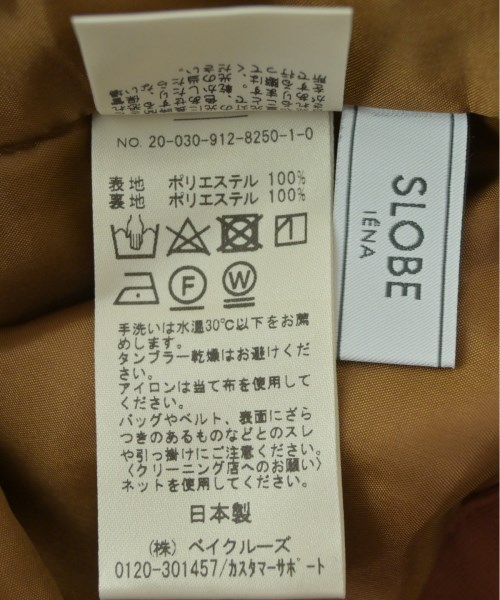 NO. 20-030-912-8250-1-0
表地 ポリエステル 100%
裏地 ポリエステル 100%
F
W
手洗いは水温30℃以下をお薦
めします。
タンブラー乾燥はお避けくださ
い。
アイロンは当て布を使用して
ください。
バッグやベルト、表面にざら
つきのあるものなどとのスレ
や引っ掛けにご注意ください。
〈クリーニング店へのお願い〉
ネットを使用してください。
日本製
(株) ベイクルーズ
0120-301457/カスタマーサポート
SLOBE
IÉNA